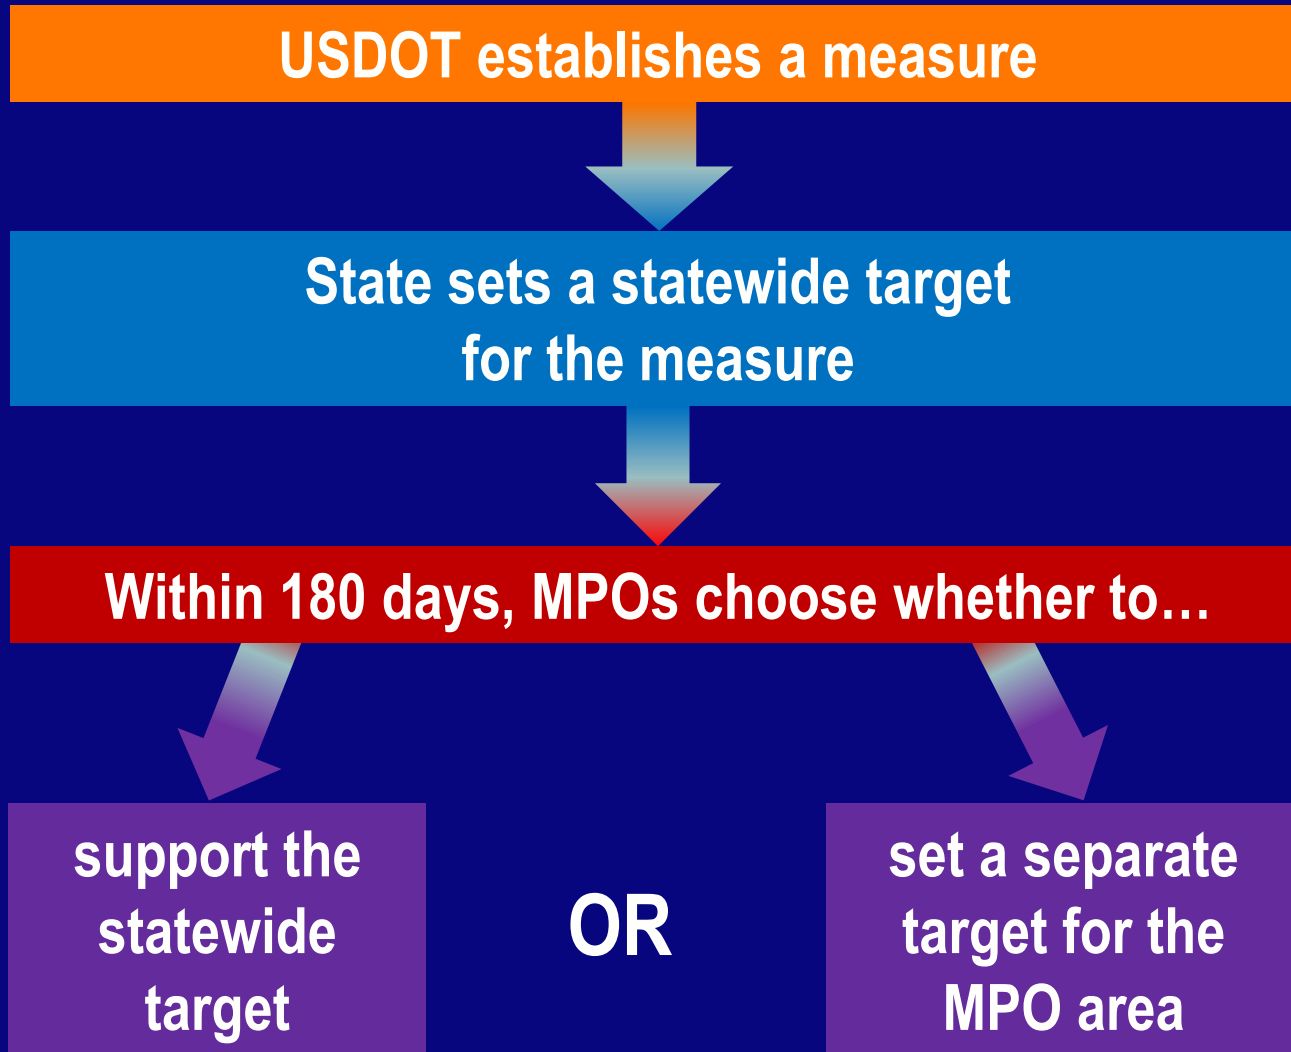 USDOT establishes a measure
State sets a statewide target
for the measure
Within 180 days, MPOs choose whether to…
support the
statewide
target
OR
set a separate
target for the
MPO area